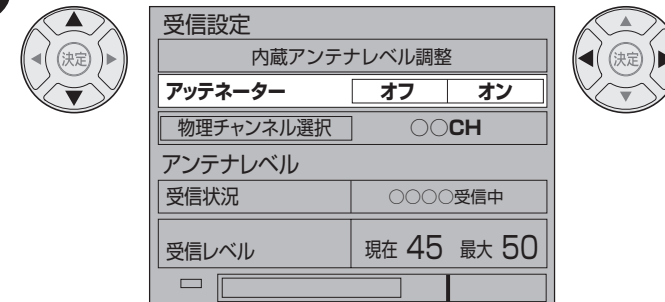 受信設定
内蔵アンテナレベル調整
アッテネーター オフ オン
物理チャンネル選択 ○○CH
アンテナレベル
受信状況 ○○○○受信中
受信レベル 現在 45 最大 50
決定
決定